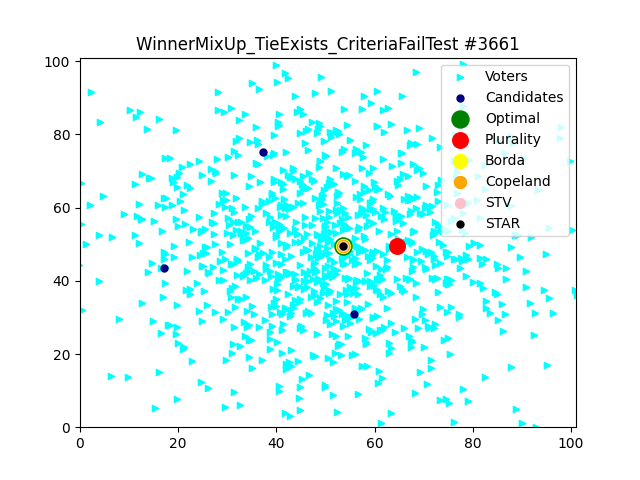 WinnerMixUp_TieExists_CriteriaFailTest #3661
100
80
60
40
20
0
0
20
40
60
80
100
Voters
Candidates
Optimal
Plurality
Borda
Copeland
STV
STAR